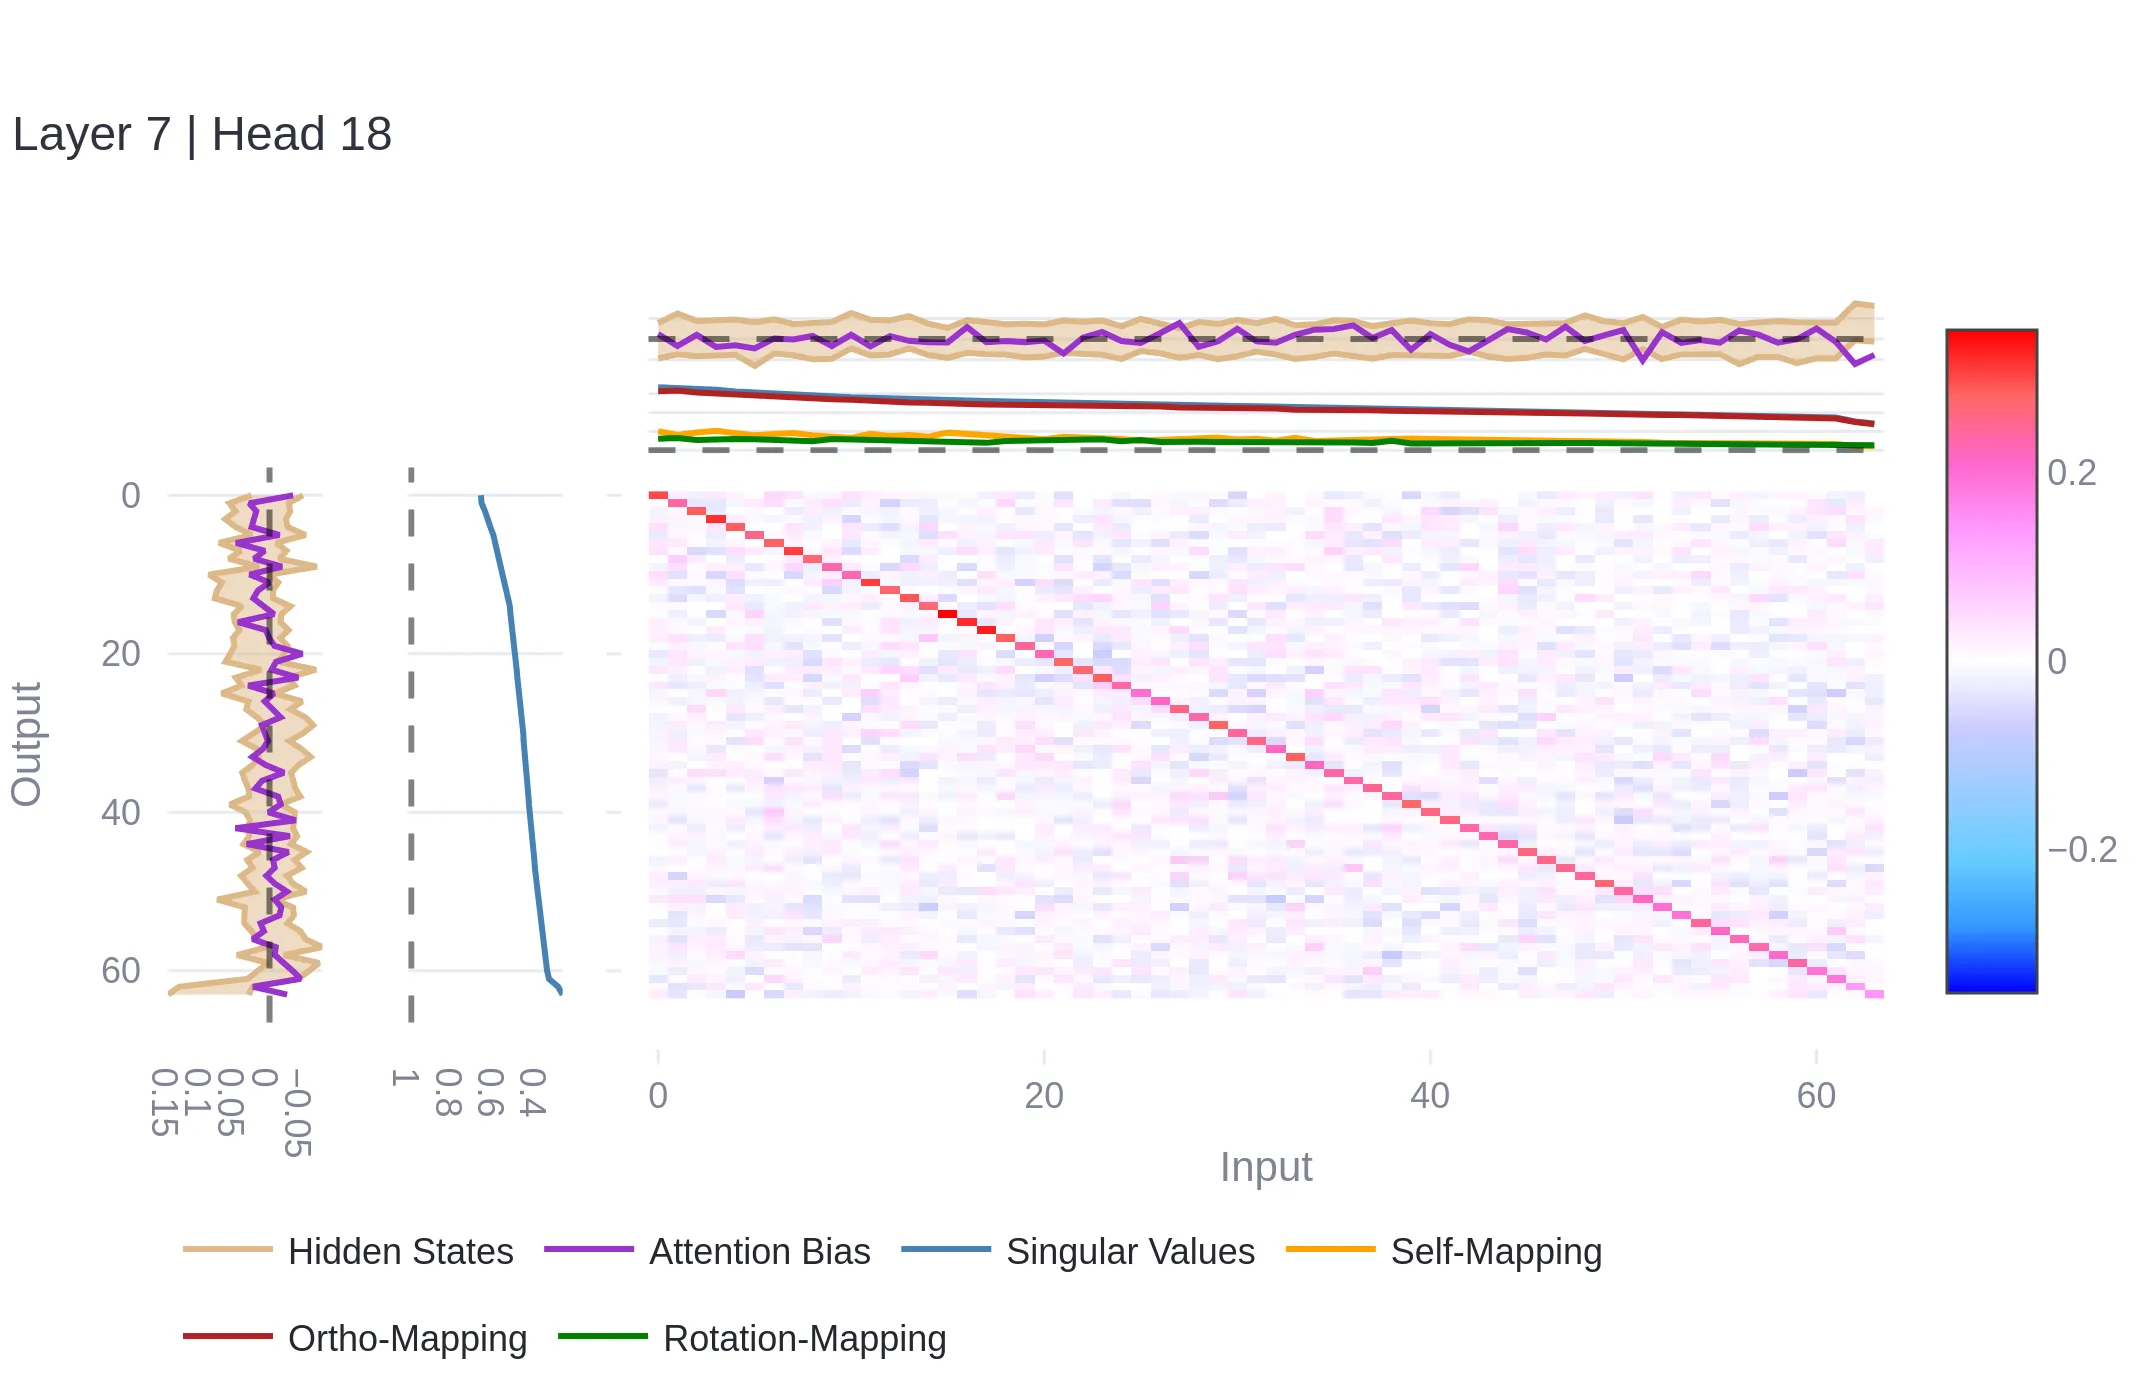 Layer 7 | Head 18
0
20
40
60
Output
0.15
0.1
0.05
0
−0.05
1
0.8
0.6
0.4
0
20
40
60
Input
0.2
0
−0.2
Hidden States
Attention Bias
Singular Values
Self-Mapping
Ortho-Mapping
Rotation-Mapping